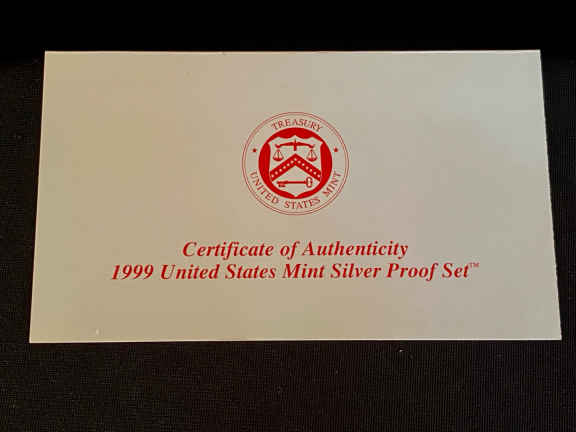 TREASURY
UNITED STATES MINT
Certificate of Authenticity
1999 United States Mint Silver Proof Set™